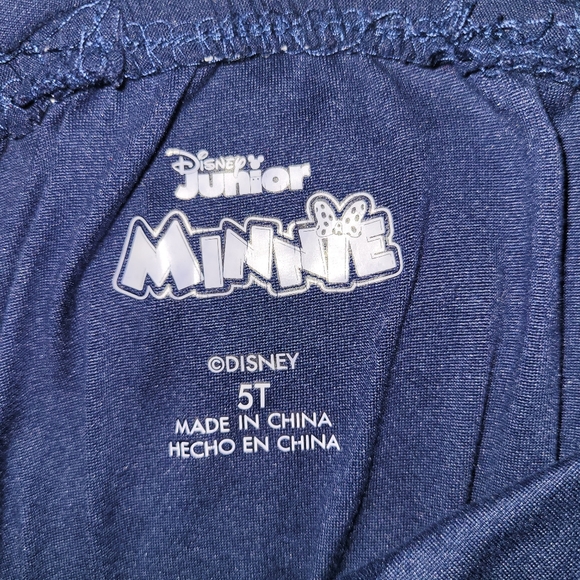 Disney
Junior
MINNIE
©DISNEY
5T
MADE IN CHINA
HECHO EN CHINA